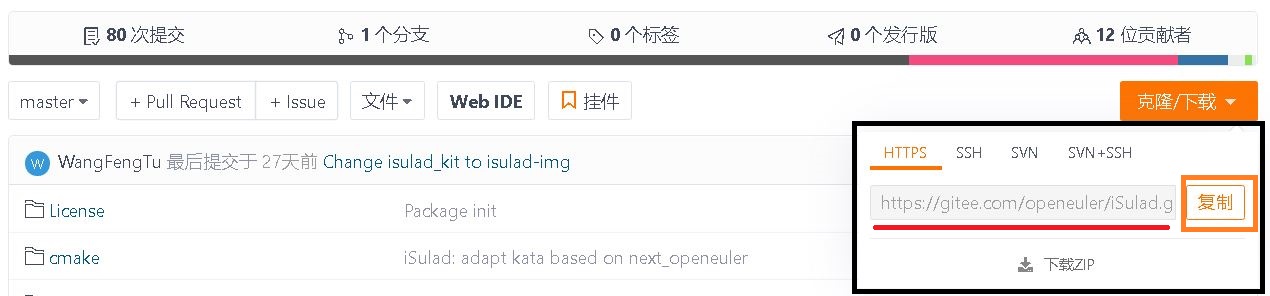 80 次提交 1 个分支 0 个标签 0 个发行版 12 位贡献者
master + Pull Request + Issue 文件 Web IDE 挂件 克隆/下载
W WangFengTu 最后提交于 27天前 Change isulad_kit to isulad-img
HTTPS SSH SVN SVN+SSH
License Package init
https://gitee.com/openeuler/iSulad.g 复制
cmake iSulad: adapt kata based on next_openeuler
下载ZIP